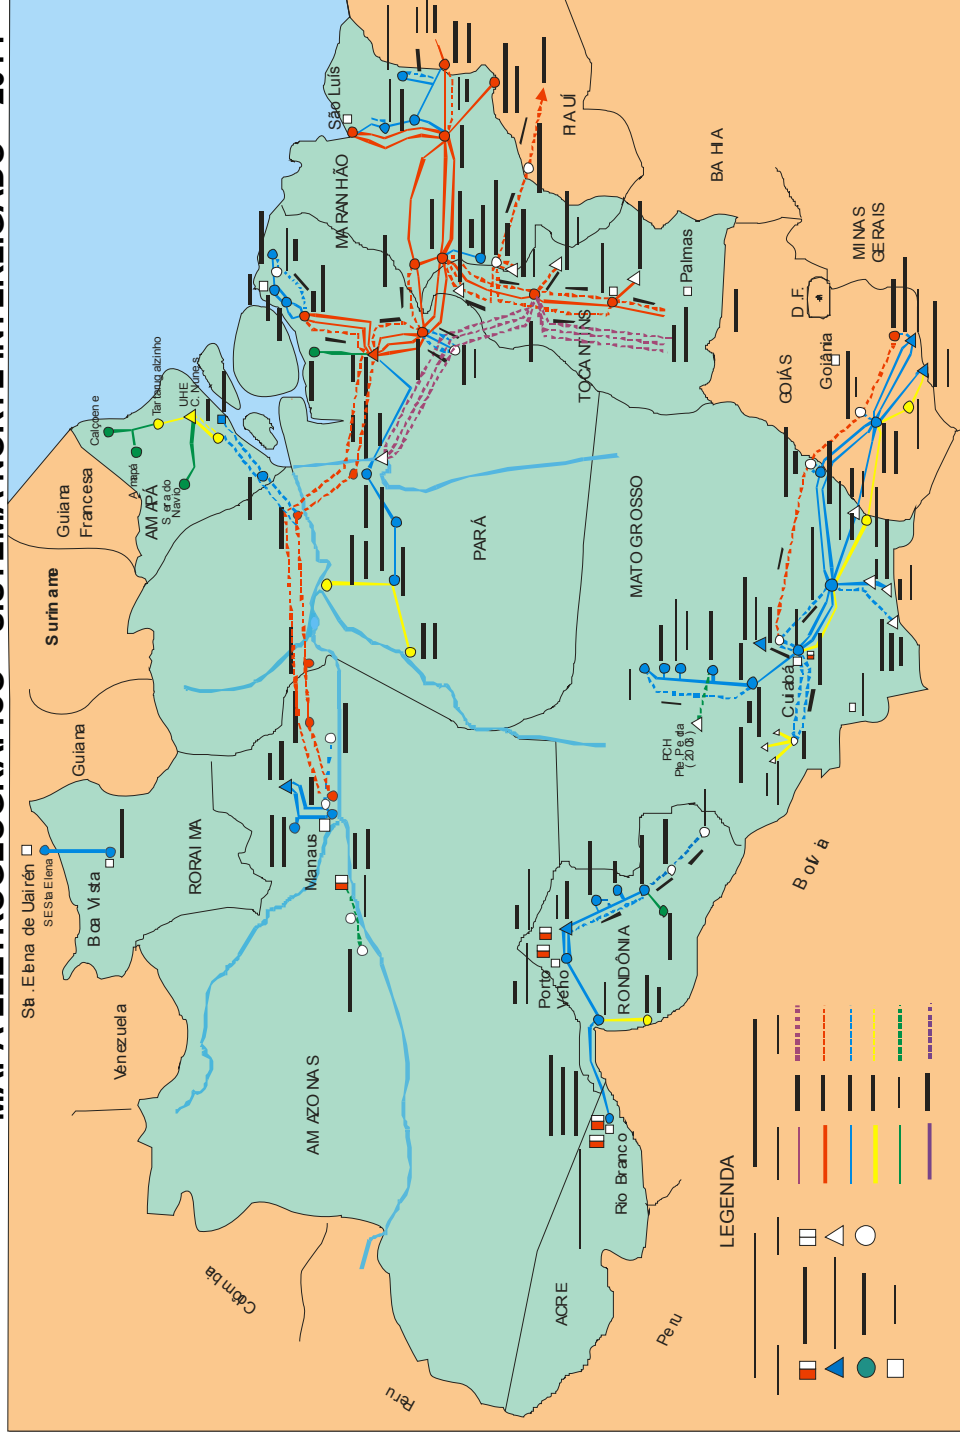 Sta. Elena de Uairén
SE Sta Elena
Boa Vista
Venezuela
Guiana
Suriname
Guiana
Francesa
Calçoene
Amapá
Tartarugalzinho
AMAPÁ
Serra do
Navio
UHE
C. Nunes
RORAIMA
Manaus
AMAZONAS
PARÁ
São Luís
MARANHÃO
PIAUÍ
BAHIA
TOCANTINS
Palmas
MATO GROSSO
GOIÁS
Goiânia
D.F.
MINAS
GERAIS
Cuiabá
PCH
Pte. Pedra
(2003)
Bolívia
RONDÔNIA
Porto
Velho
Rio Branco
ACRE
Peru
Peru
Colômbia
LEGENDA